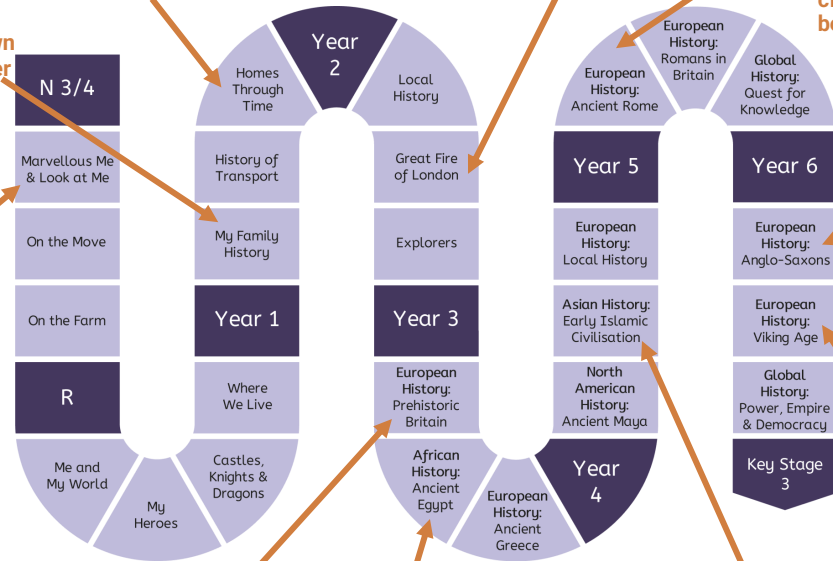 N 3/4
Marvellous Me
& Look at Me
On the Move
On the Farm
R
Me and
My World
My
Heroes
Castles,
Knights &
Dragons
Where
We Live
Year 1
My Family
History
History of
Transport
Homes
Through
Time
Year
2
Local
History
Great Fire
of London
Explorers
Year 3
European
History:
Prehistoric
Britain
African
History:
Ancient
Egypt
European
History:
Ancient
Greece
Year
4
North
American
History:
Ancient Maya
Asian History:
Early Islamic
Civilisation
European
History:
Local History
Year 5
European
History:
Ancient Rome
European
History:
Romans in
Britain
Global
History:
Quest for
Knowledge
Year 6
European
History:
Anglo-Saxons
European
History:
Viking Age
Global
History:
Power, Empire
& Democracy
Key Stage
3